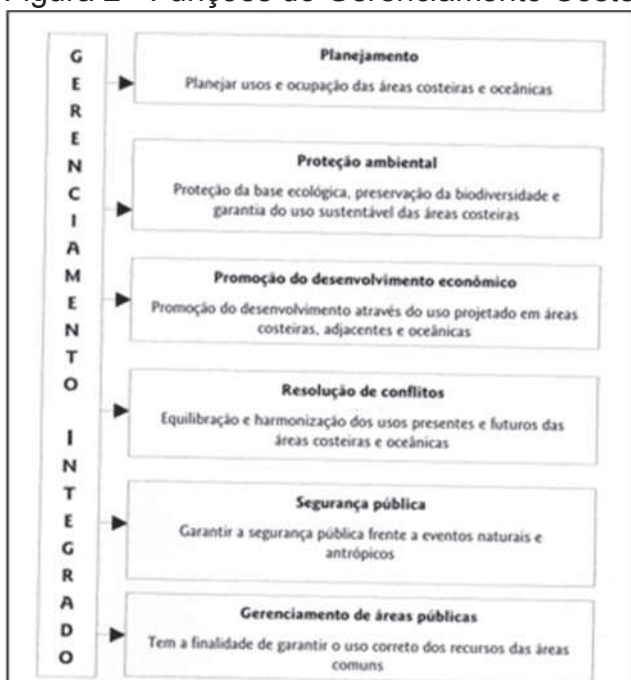 Figura 2 - Funções do Gerenciamento Coste
GERENCIAMENTO INTEGRADO
Planejamento
Planejar usos e ocupação das áreas costeiras e oceânicas
Proteção ambiental
Proteção da base ecológica, preservação da biodiversidade e
garantia do uso sustentável das áreas costeiras
Promoção do desenvolvimento econômico
Promoção do desenvolvimento através do uso projetado em áreas
costeiras, adjacentes e oceânicas
Resolução de conflitos
Equilibração e harmonização dos usos presentes e futuros das
áreas costeiras e oceânicas
Segurança pública
Garantir a segurança pública frente a eventos naturais e
antrópicos
Gerenciamento de áreas públicas
Tem a finalidade de garantir o uso correto dos recursos das áreas
comuns